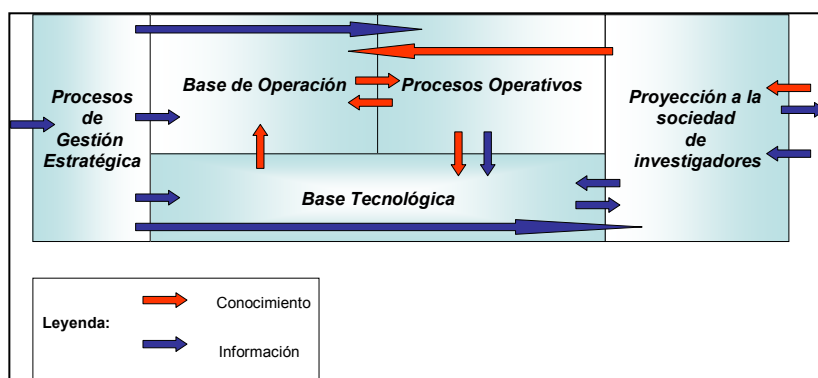 Procesos
de
Gestión
Estratégica
Base de Operación
Procesos Operativos
Proyección a la
sociedad
de
investigadores
Base Tecnológica
Leyenda:
Conocimiento
Información